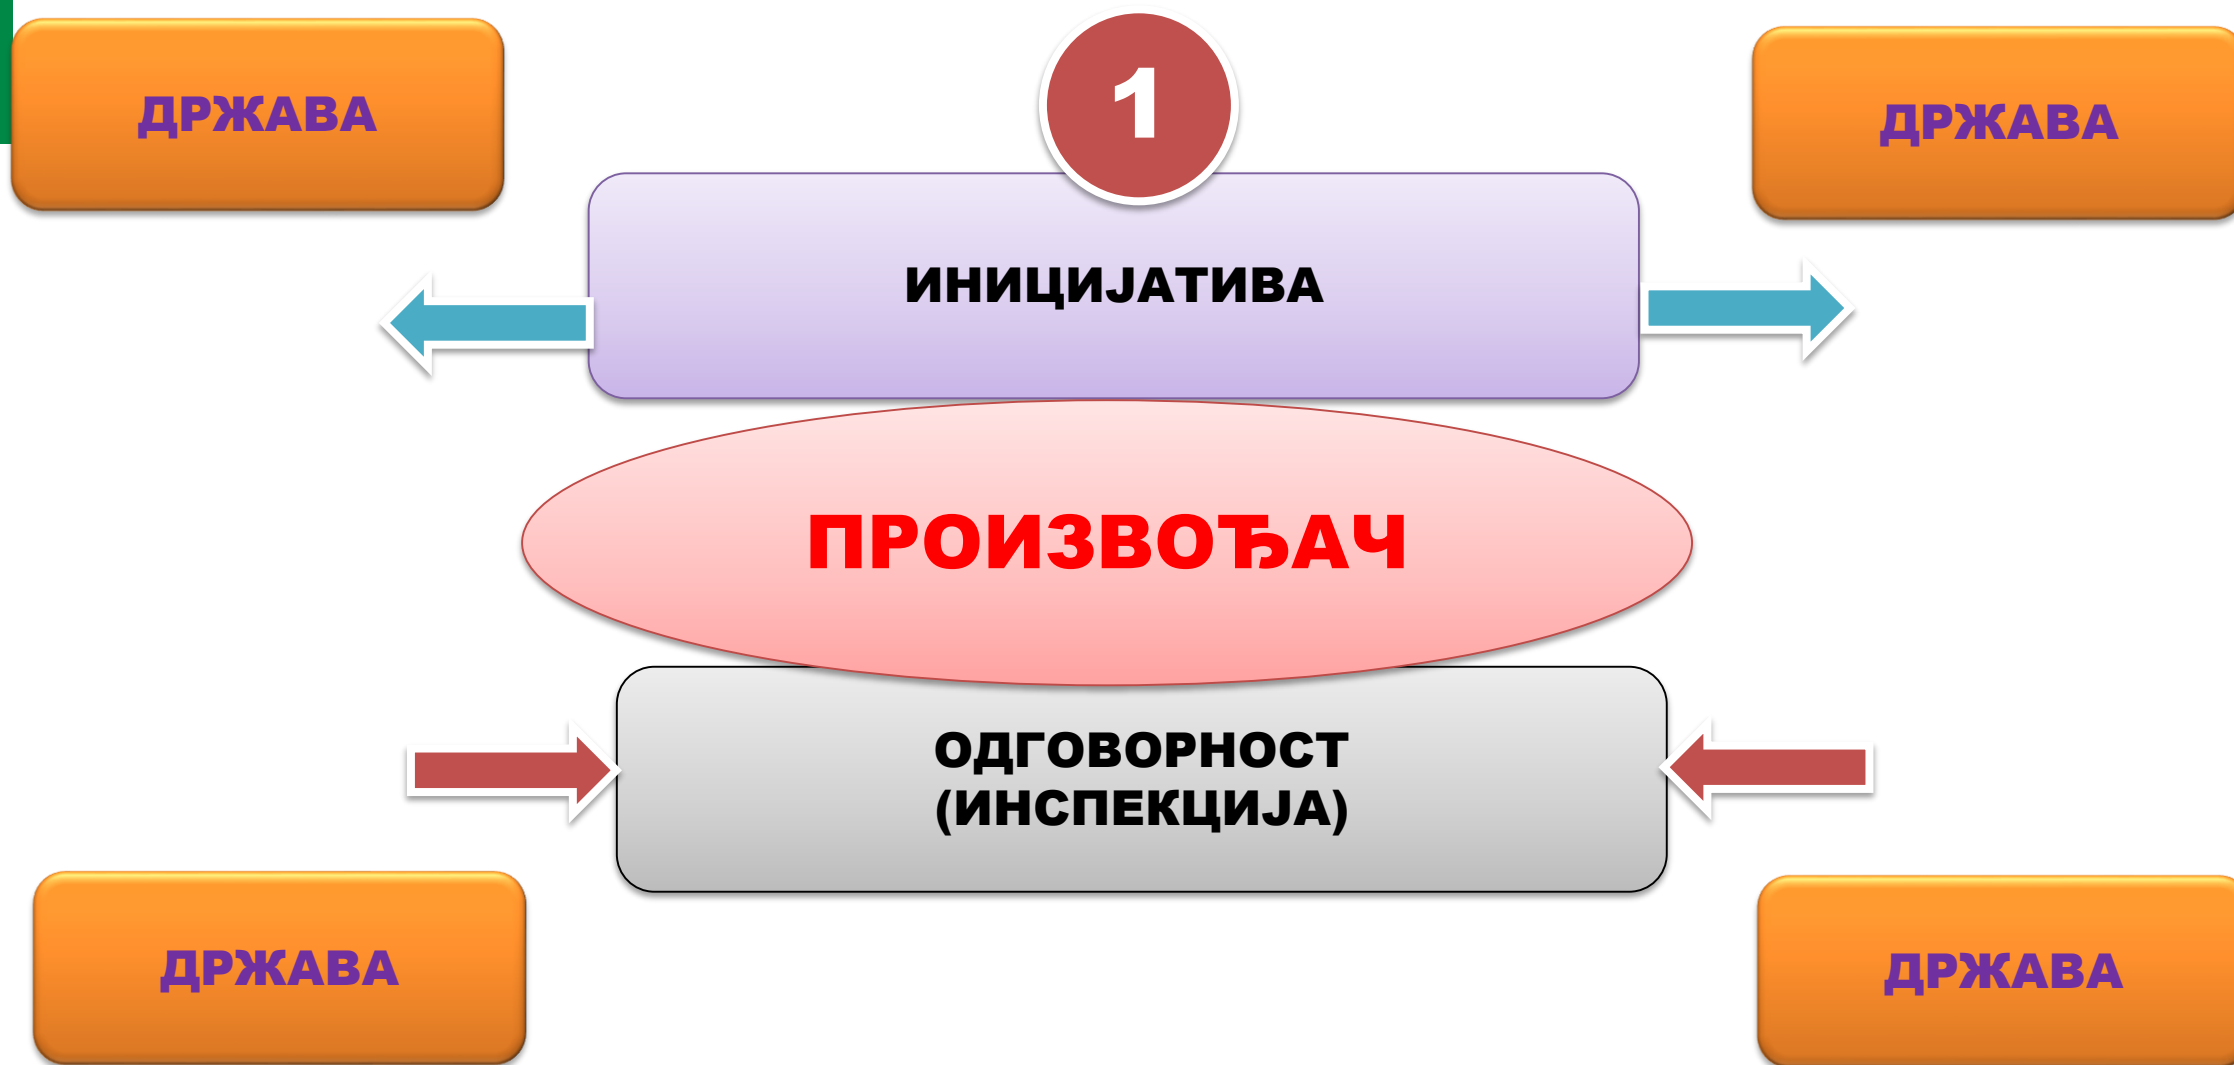 ДРЖАВА
1
ДРЖАВА
ИНИЦИЈАТИВА
ПРОИЗВОЂАЧ
ОДГОВОРНОСТ
(ИНСПЕКЦИЈА)
ДРЖАВА
ДРЖАВА